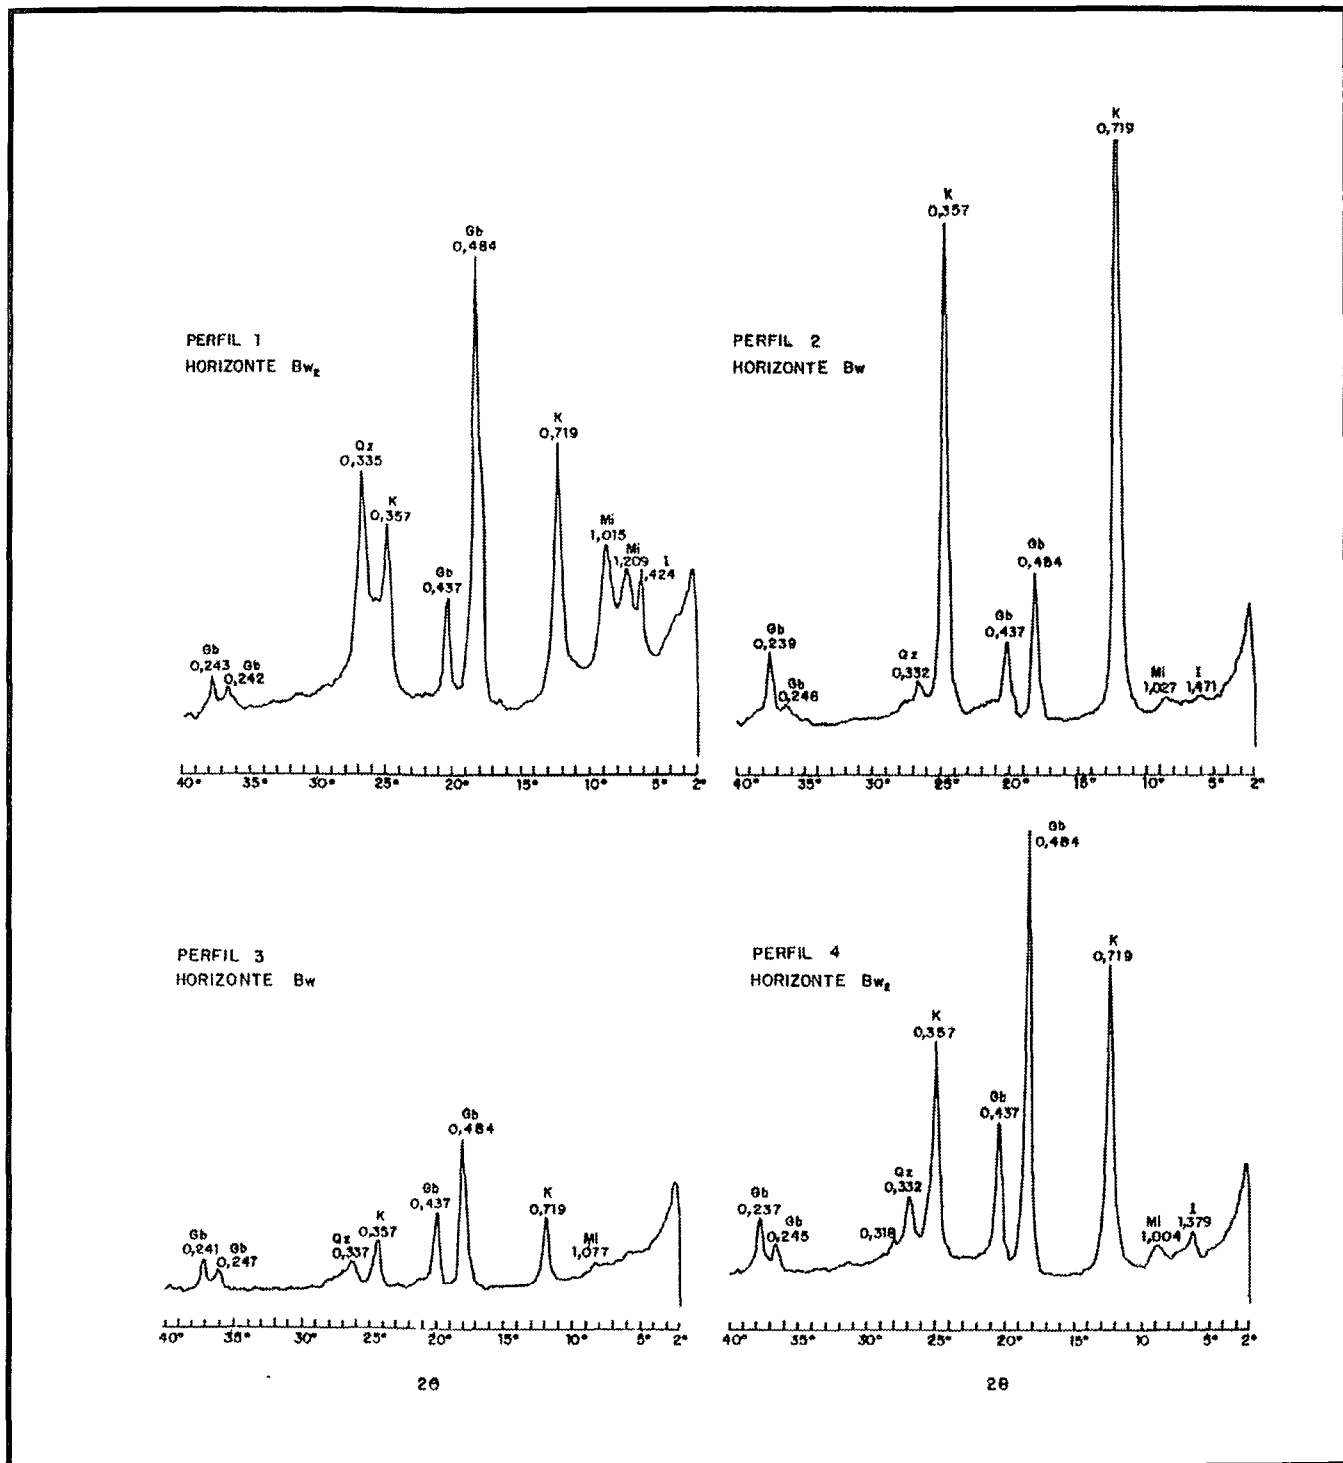 PERFIL 1
HORIZONTE Bw₂
Gb
0,243
Gb
0,242
Qz
0,335
K
0,357
Gb
0,437
Gb
0,484
K
0,719
Mi
1,015
Mi
1,209
I
1,424
40° 35° 30° 25° 20° 15° 10° 5° 2°
PERFIL 2
HORIZONTE Bw
Gb
0,239
Gb
0,246
Qz
0,332
K
0,357
Gb
0,437
Gb
0,484
K
0,719
Mi
1,027
I
1,471
40° 35° 30° 25° 20° 15° 10° 5° 2°
PERFIL 3
HORIZONTE Bw
Gb
0,241
Gb
0,247
Qz
0,337
K
0,357
Gb
0,437
Gb
0,484
K
0,719
Mi
1,077
40° 35° 30° 25° 20° 15° 10° 5° 2°
2θ
PERFIL 4
HORIZONTE Bw₂
Gb
0,237
Gb
0,245
0,318
Qz
0,332
K
0,357
Gb
0,437
Gb
0,484
K
0,719
Mi
1,004
I
1,379
40° 35° 30° 25° 20° 15° 10° 5° 2°
2θ